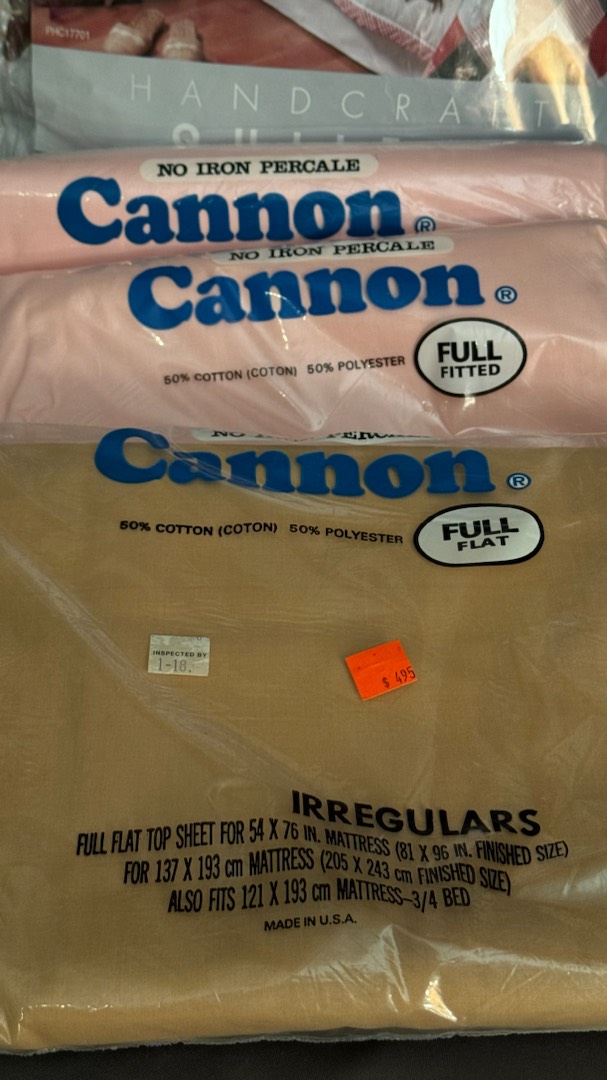 PHC17701
HANDCRAFTE
NO IRON PERCALE
Cannon®
NO IRON PERCALE
Cannon®
50% COTTON (COTON) 50% POLYESTER
FULL
FITTED
Cannon®
50% COTTON (COTON) 50% POLYESTER
FULL
FLAT
INSPECTED BY
1-18.
$ 495
IRREGULARS
FULL FLAT TOP SHEET FOR 54 X 76 IN. MATTRESS (81 X 96 IN. FINISHED SIZE)
FOR 137 X 193 cm MATTRESS (205 X 243 cm FINISHED SIZE)
ALSO FITS 121 X 193 cm MATTRESS–3/4 BED
MADE IN U.S.A.